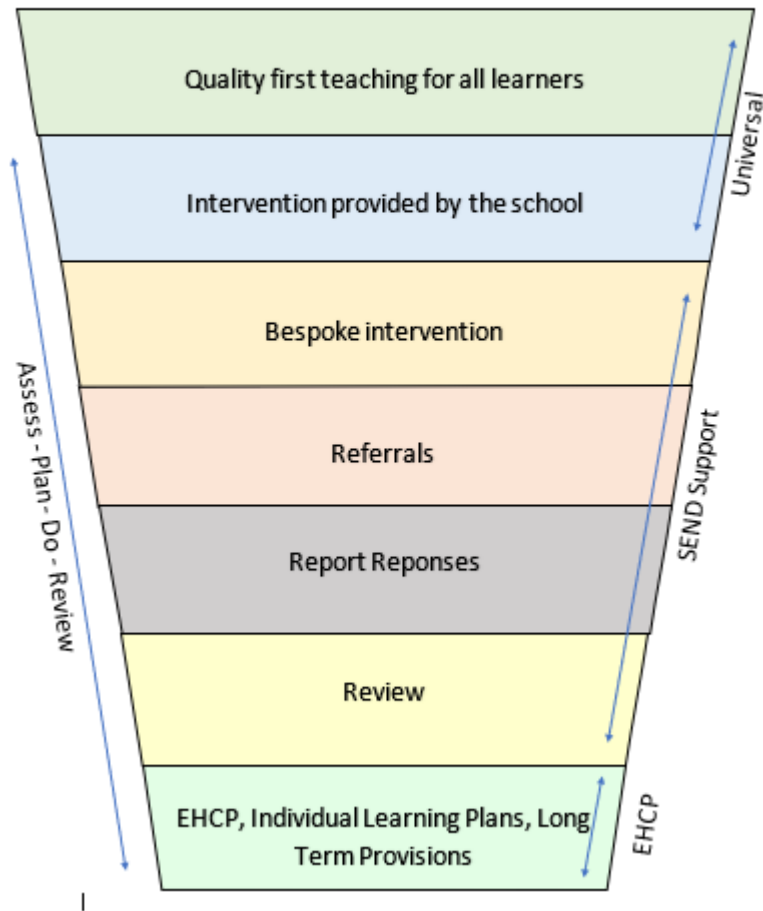 Quality first teaching for all learners
Universal
Intervention provided by the school
Bespoke intervention
Assess - Plan- Do - Review
Referrals
SEND Support
Report Reponses
Review
EHCP, Individual Learning Plans, Long
Term Provisions
EHCP